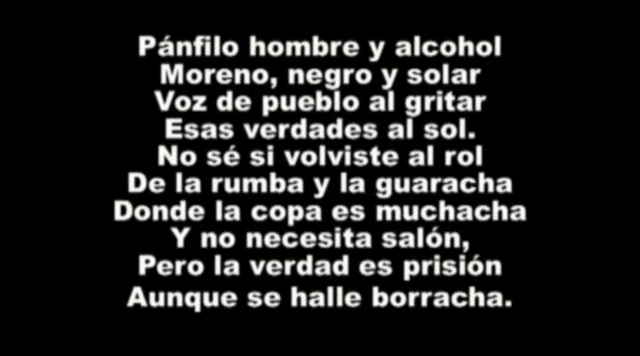 Pánfilo hombre y alcohol
Moreno, negro y solar
Voz de pueblo al gritar
Esas verdades al sol.
No sé si volviste al rol
De la rumba y la guaracha
Donde la copa es muchacha
Y no necesita salón,
Pero la verdad es prisión
Aunque se halle borracha.